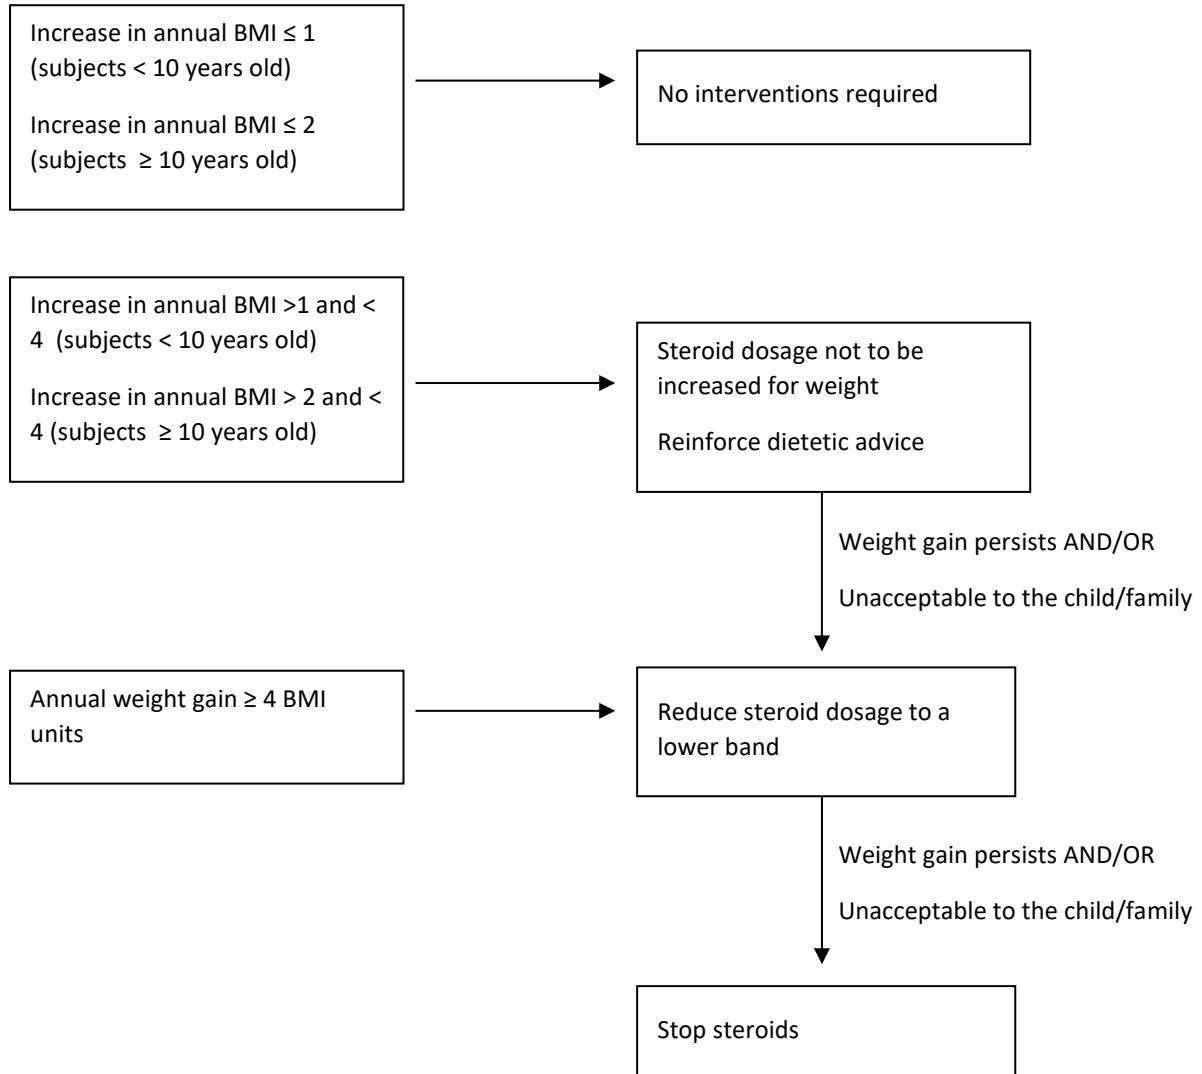 Increase in annual BMI ≤ 1
(subjects < 10 years old)
Increase in annual BMI ≤ 2
(subjects ≥ 10 years old)
No interventions required
Increase in annual BMI >1 and <
4 (subjects < 10 years old)
Increase in annual BMI > 2 and <
4 (subjects ≥ 10 years old)
Steroid dosage not to be
increased for weight
Reinforce dietetic advice
Weight gain persists AND/OR
Unacceptable to the child/family
Annual weight gain ≥ 4 BMI
units
Reduce steroid dosage to a
lower band
Weight gain persists AND/OR
Unacceptable to the child/family
Stop steroids